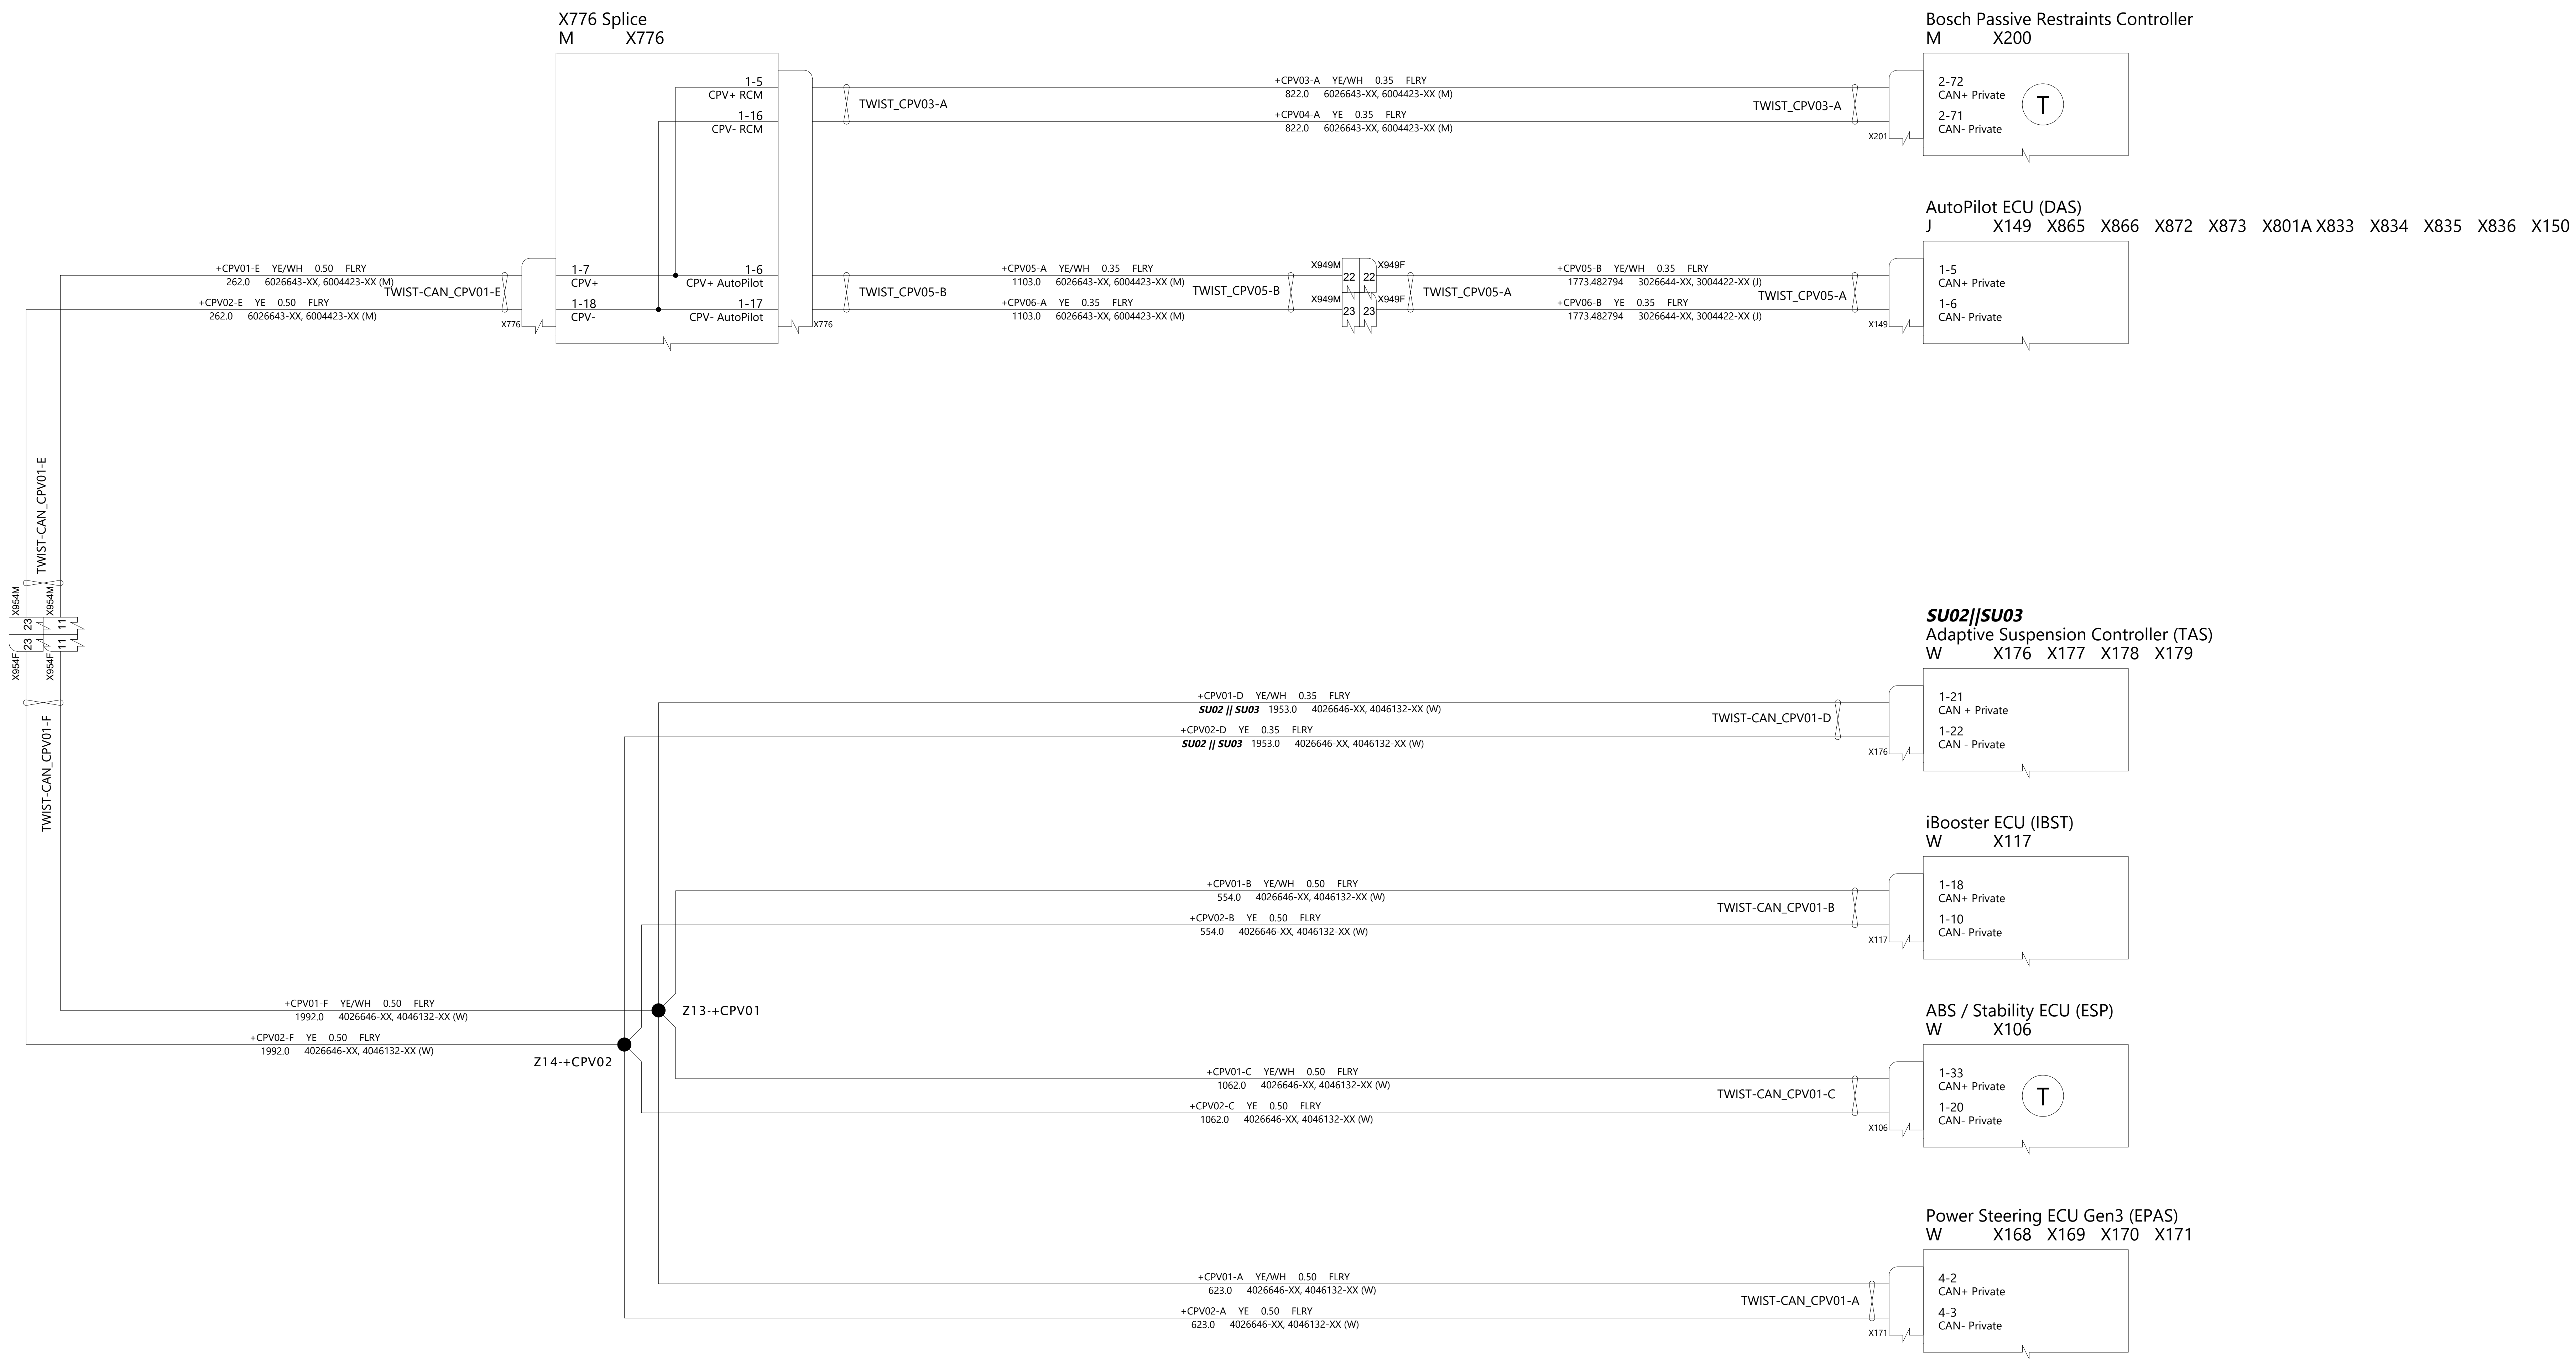 X776 Splice
M X776
1-5
CPV+ RCM
1-16
CPV- RCM
1-7
CPV+
1-6
CPV+ AutoPilot
1-18
CPV-
1-17
CPV- AutoPilot
X776
X776
TWIST_CPV03-A
+CPV03-A YE/WH 0.35 FLRY
822.0 6026643-XX, 6004423-XX (M)
+CPV04-A YE 0.35 FLRY
822.0 6026643-XX, 6004423-XX (M)
TWIST_CPV03-A
X201
Bosch Passive Restraints Controller
M X200
2-72
CAN+ Private
2-71
CAN- Private
T
+CPV01-E YE/WH 0.50 FLRY
262.0 6026643-XX, 6004423-XX (M)
+CPV02-E YE 0.50 FLRY
262.0 6026643-XX, 6004423-XX (M)
TWIST-CAN_CPV01-E
TWIST_CPV05-B
+CPV05-A YE/WH 0.35 FLRY
1103.0 6026643-XX, 6004423-XX (M)
+CPV06-A YE 0.35 FLRY
1103.0 6026643-XX, 6004423-XX (M)
TWIST_CPV05-B
X949M
22
22
X949F
X949M
23
23
X949F
TWIST_CPV05-A
+CPV05-B YE/WH 0.35 FLRY
1773.482794 3026644-XX, 3004422-XX (J)
+CPV06-B YE 0.35 FLRY
1773.482794 3026644-XX, 3004422-XX (J)
TWIST_CPV05-A
X149
AutoPilot ECU (DAS)
J X149 X865 X866 X872 X873 X801A X833 X834 X835 X836 X150
1-5
CAN+ Private
1-6
CAN- Private
TWIST-CAN_CPV01-E
X954M
X954M
23
11
23
11
X954F
X954F
TWIST-CAN_CPV01-F
SU02||SU03
Adaptive Suspension Controller (TAS)
W X176 X177 X178 X179
+CPV01-D YE/WH 0.35 FLRY
SU02 || SU03 1953.0 4026646-XX, 4046132-XX (W)
+CPV02-D YE 0.35 FLRY
SU02 || SU03 1953.0 4026646-XX, 4046132-XX (W)
TWIST-CAN_CPV01-D
X176
1-21
CAN + Private
1-22
CAN - Private
iBooster ECU (IBST)
W X117
+CPV01-B YE/WH 0.50 FLRY
554.0 4026646-XX, 4046132-XX (W)
+CPV02-B YE 0.50 FLRY
554.0 4026646-XX, 4046132-XX (W)
TWIST-CAN_CPV01-B
X117
1-18
CAN+ Private
1-10
CAN- Private
+CPV01-F YE/WH 0.50 FLRY
1992.0 4026646-XX, 4046132-XX (W)
+CPV02-F YE 0.50 FLRY
1992.0 4026646-XX, 4046132-XX (W)
Z13-+CPV01
Z14-+CPV02
ABS / Stability ECU (ESP)
W X106
+CPV01-C YE/WH 0.50 FLRY
1062.0 4026646-XX, 4046132-XX (W)
+CPV02-C YE 0.50 FLRY
1062.0 4026646-XX, 4046132-XX (W)
TWIST-CAN_CPV01-C
X106
1-33
CAN+ Private
1-20
CAN- Private
T
Power Steering ECU Gen3 (EPAS)
W X168 X169 X170 X171
+CPV01-A YE/WH 0.50 FLRY
623.0 4026646-XX, 4046132-XX (W)
+CPV02-A YE 0.50 FLRY
623.0 4026646-XX, 4046132-XX (W)
TWIST-CAN_CPV01-A
X171
4-2
CAN+ Private
4-3
CAN- Private